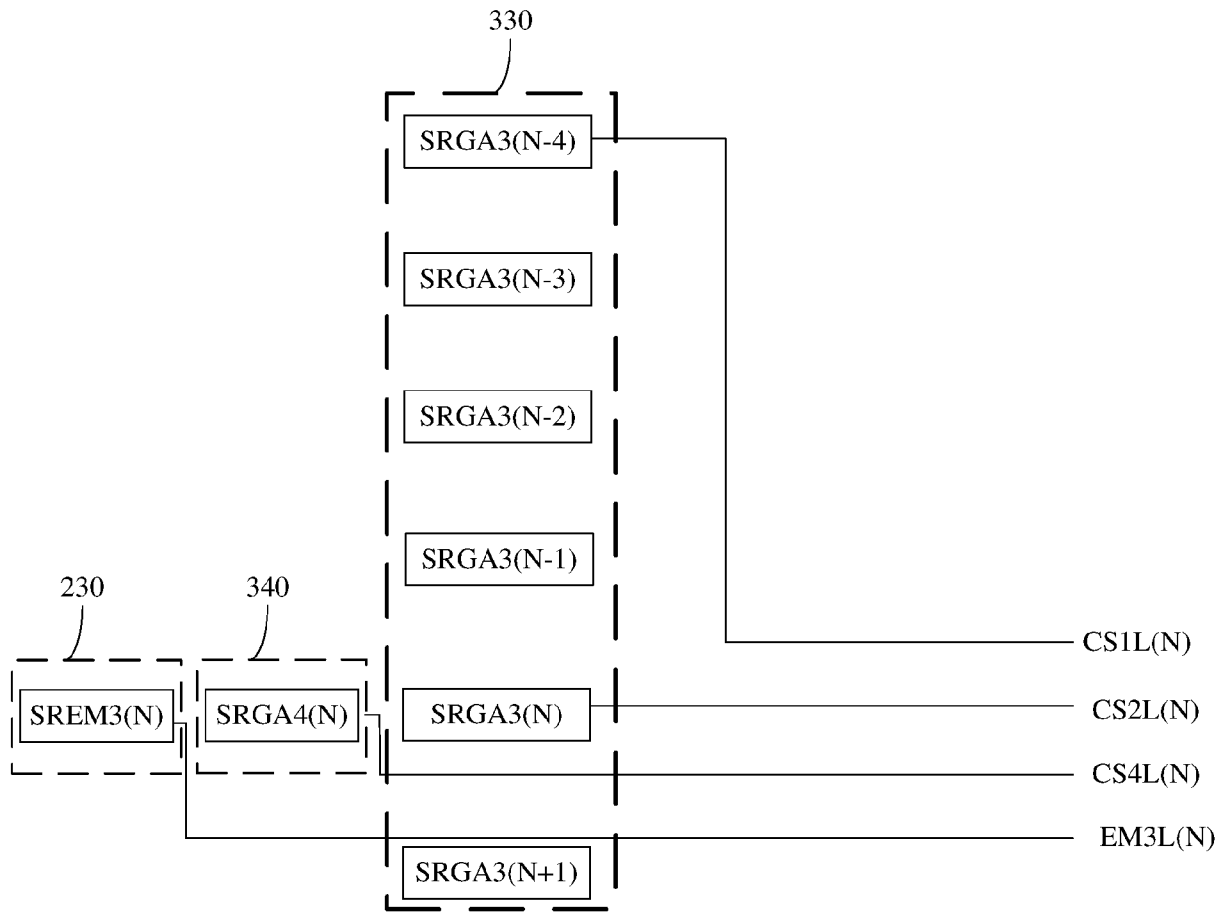 330
SRGA3(N-4)
SRGA3(N-3)
SRGA3(N-2)
SRGA3(N-1)
230
340
CS1L(N)
SREM3(N)
SRGA4(N)
SRGA3(N)
CS2L(N)
CS4L(N)
EM3L(N)
SRGA3(N+1)